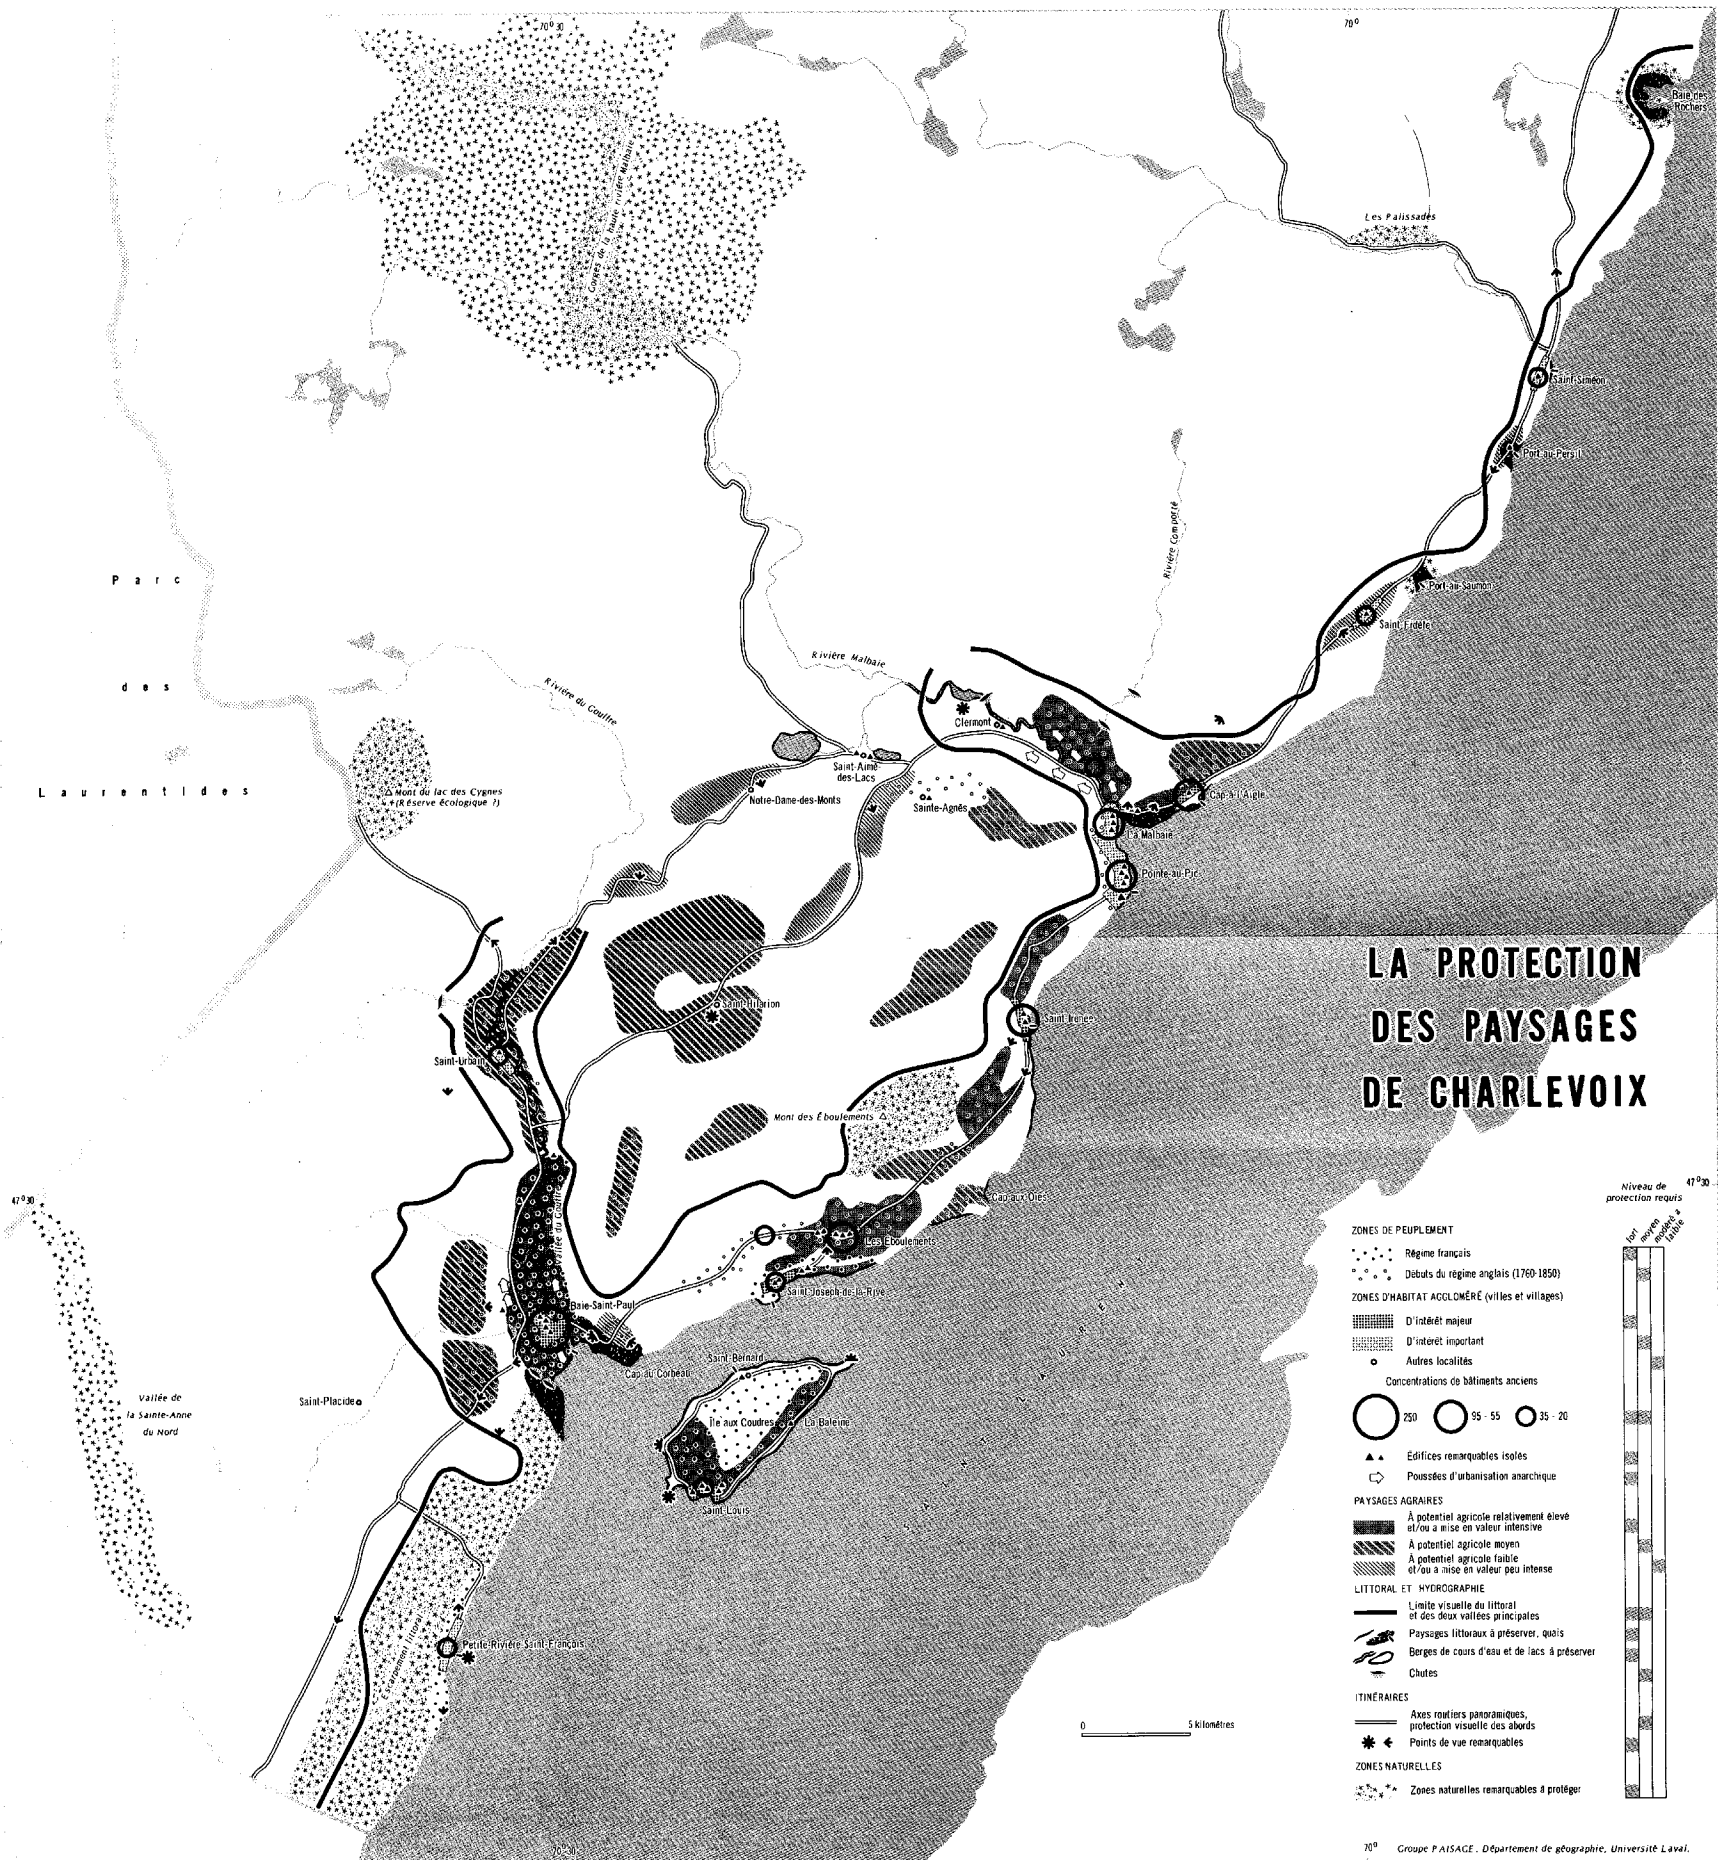 70° 30
70°
Baie des
Rochers
Gorges de la haute rivière Malbaie
Les Palissades
Saint-Siméon
Port-au-Persil
Rivière Comporté
Parc
des
Laurentides
Port-au-Saumon
Saint-Fidèle
Rivière Malbaie
Rivière du Gouffre
Clermont
Saint-Aimé-
des-Lacs
Mont du lac des Cygnes
(Réserve écologique ?)
Notre-Dame-des-Monts
Sainte-Agnès
Cap-à-l'Aigle
La Malbaie
Pointe-au-Pic
LA PROTECTION
DES PAYSAGES
DE CHARLEVOIX
Saint-Hilarion
Saint-Irénée
Saint-Urbain
Mont des Éboulements
47° 30
47° 30
Cap-aux-Oies
Vallée du Gouffre
Les Éboulements
Saint-Joseph-de-la-Rive
Baie-Saint-Paul
Saint-Bernard
Cap-au-Corbeau
Saint-Placide
Vallée de
la Sainte-Anne
du Nord
Île aux Coudres
La Baleine
Saint-Louis
SAINT LAURENT
Petite-Rivière-Saint-François
0 5 kilomètres
Niveau de
protection requis
fort
moyen
modéré à
faible
ZONES DE PEUPLEMENT
Régime français
Débuts du régime anglais (1760-1850)
ZONES D'HABITAT AGGLOMÉRÉ (villes et villages)
D'intérêt majeur
D'intérêt important
Autres localités
Concentrations de bâtiments anciens
250 95 - 55 35 - 20
Édifices remarquables isolés
Poussées d'urbanisation anarchique
PAYSAGES AGRAIRES
À potentiel agricole relativement élevé
et/ou a mise en valeur intensive
À potentiel agricole moyen
À potentiel agricole faible
et/ou a mise en valeur peu intense
LITTORAL ET HYDROGRAPHIE
Limite visuelle du littoral
et des deux vallées principales
Paysages littoraux à préserver, quais
Berges de cours d'eau et de lacs à préserver
Chutes
ITINÉRAIRES
Axes routiers panoramiques,
protection visuelle des abords
Points de vue remarquables
ZONES NATURELLES
Zones naturelles remarquables à protéger
70° 30
70°
Groupe PAISAGE. Département de géographie, Université Laval.